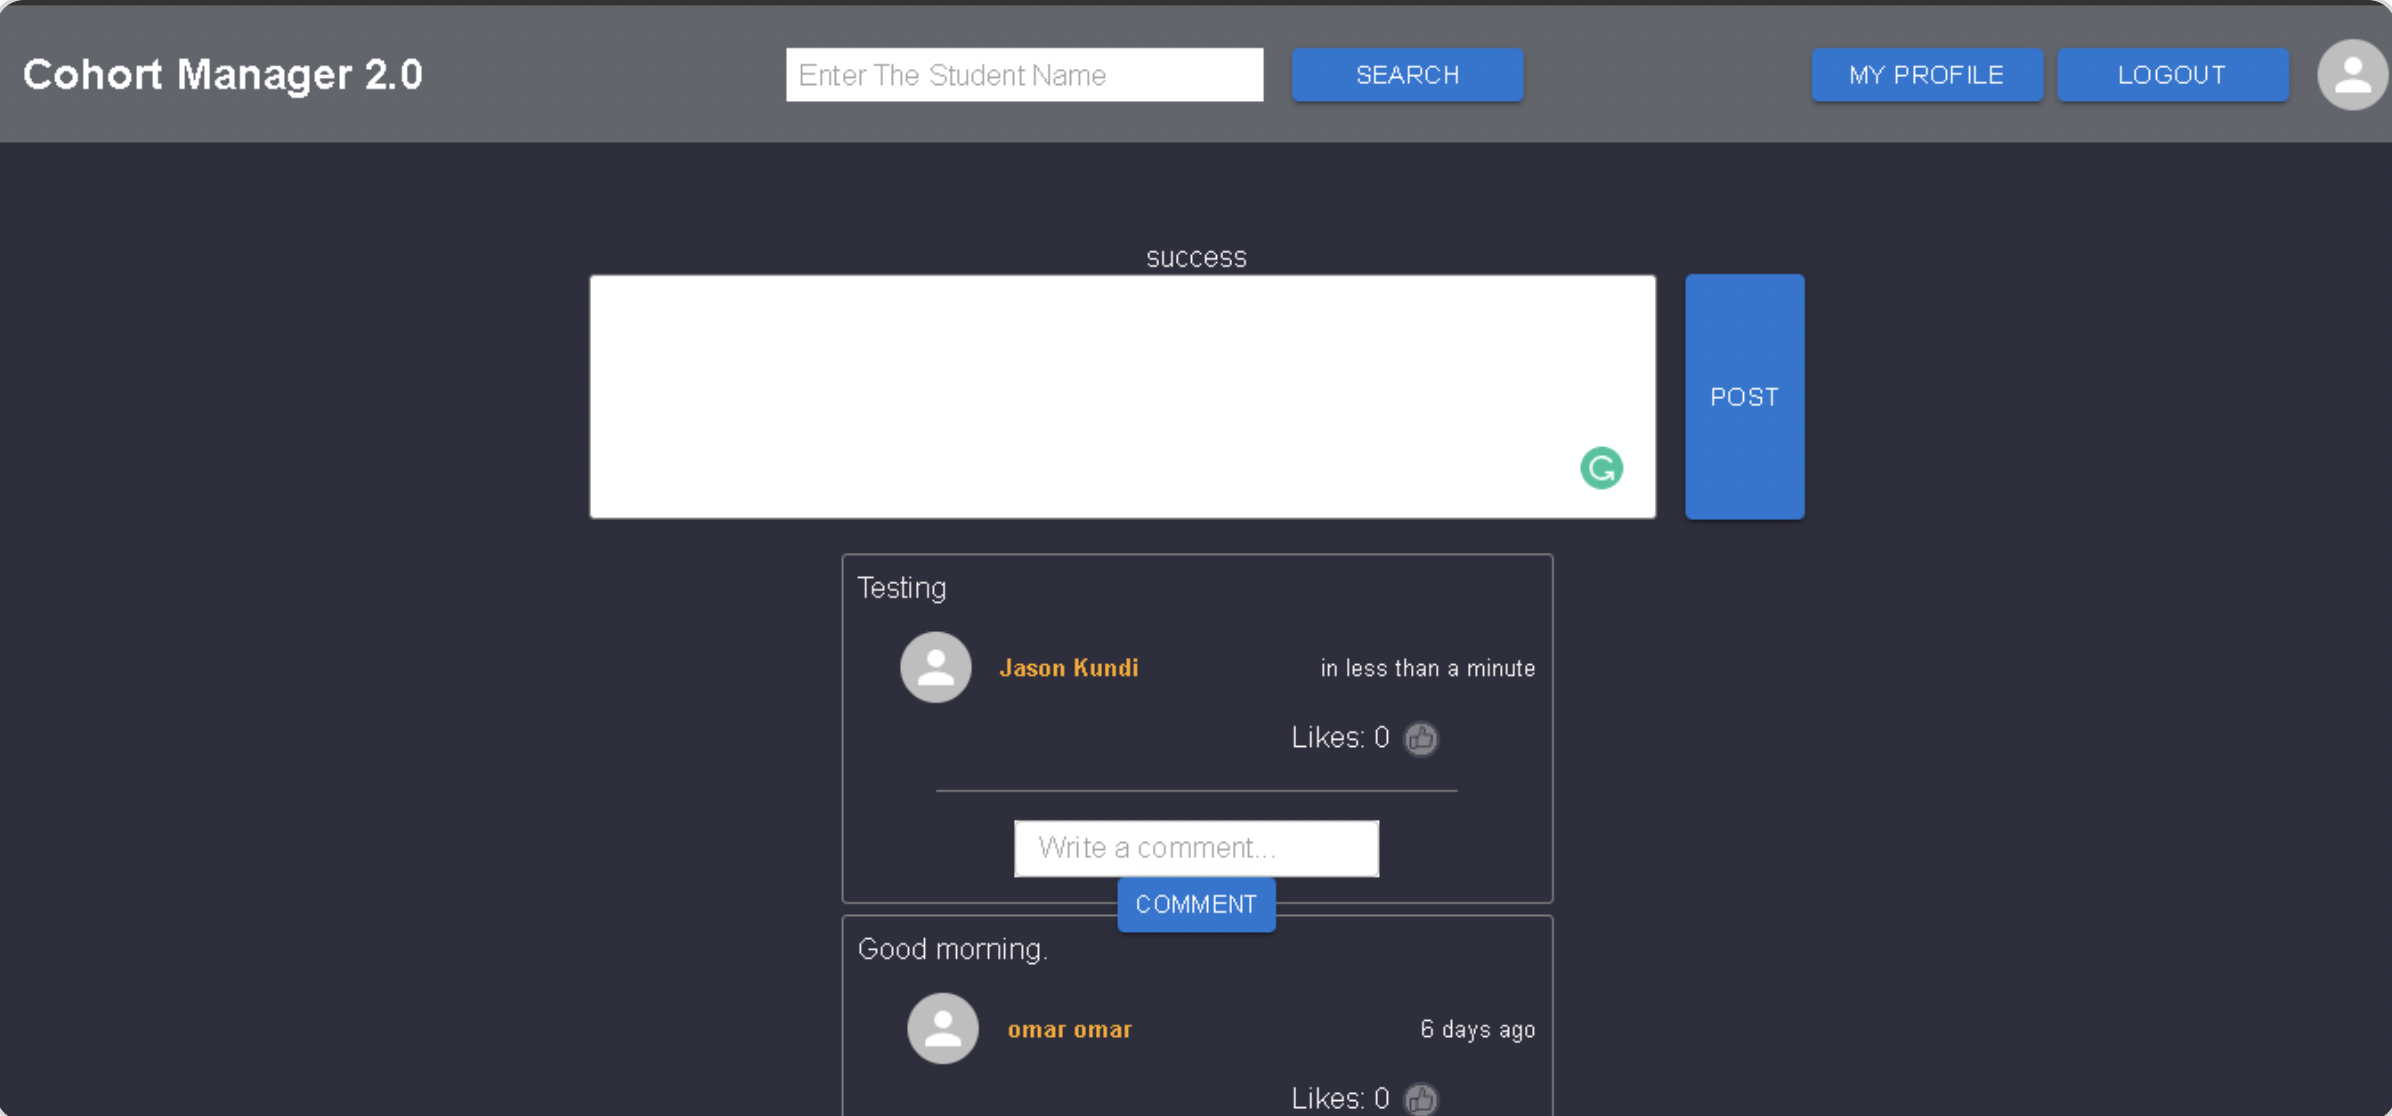 Cohort Manager 2.0
Enter The Student Name
SEARCH
MY PROFILE
LOGOUT
success
POST
Testing
Jason Kundi
in less than a minute
Likes: 0
Write a comment...
COMMENT
Good morning.
omar omar
6 days ago
Likes: 0